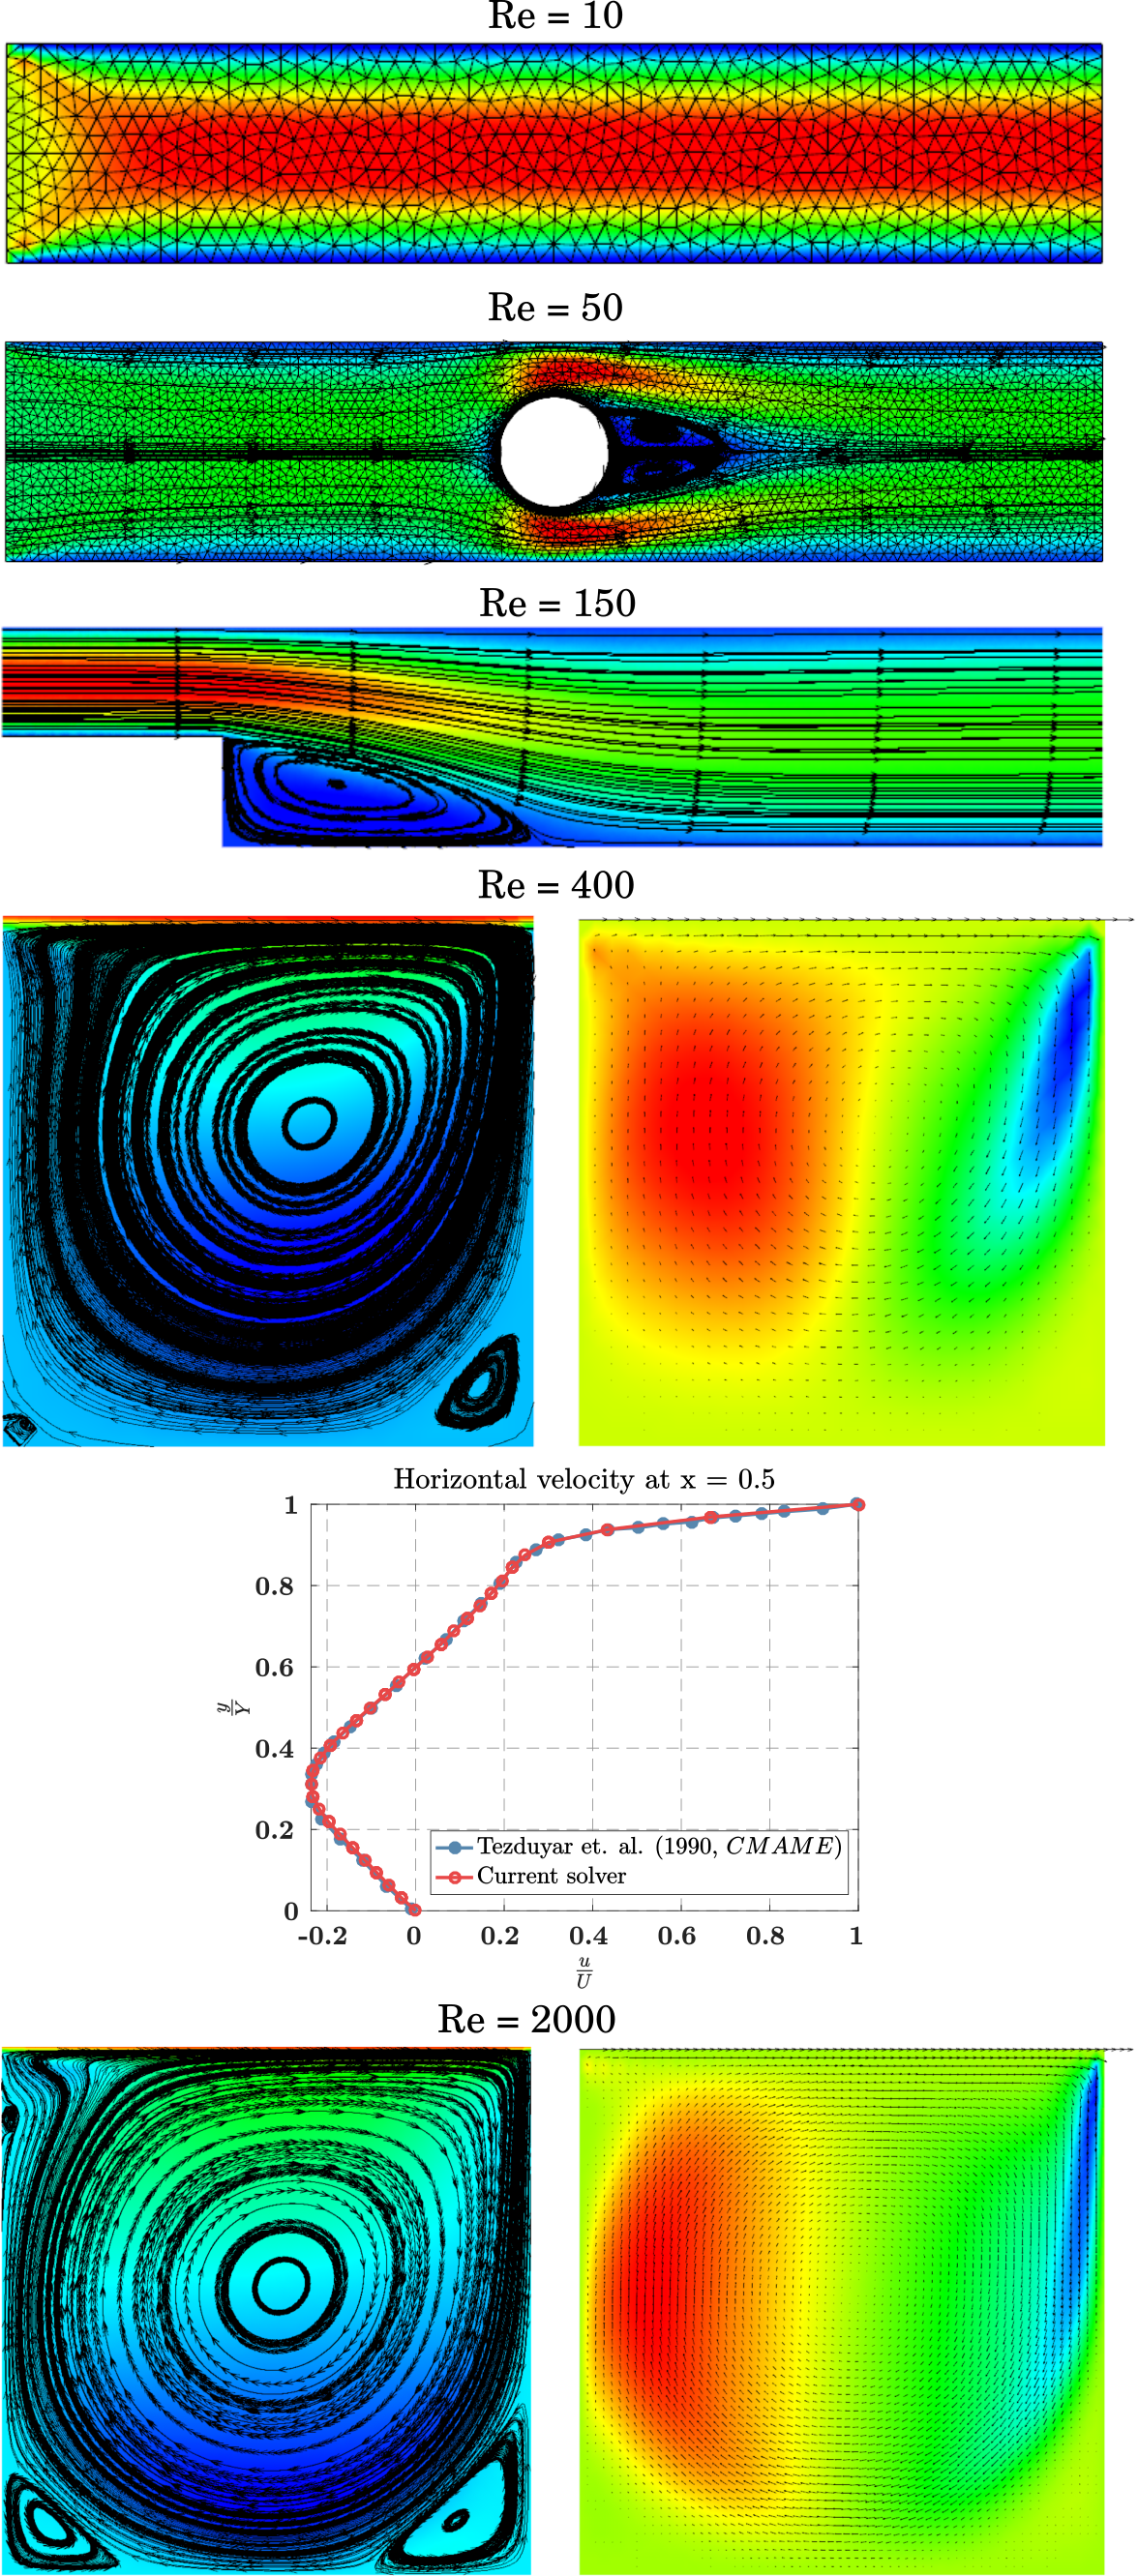 Re = 10
Re = 50
Re = 150
Re = 400
Horizontal velocity at x = 0.5
1
0.8
0.6
y/Y
0.4
0.2
Tezduyar et. al. (1990, CMAME)
Current solver
0
-0.2 0 0.2 0.4 0.6 0.8 1
u/U
Re = 2000